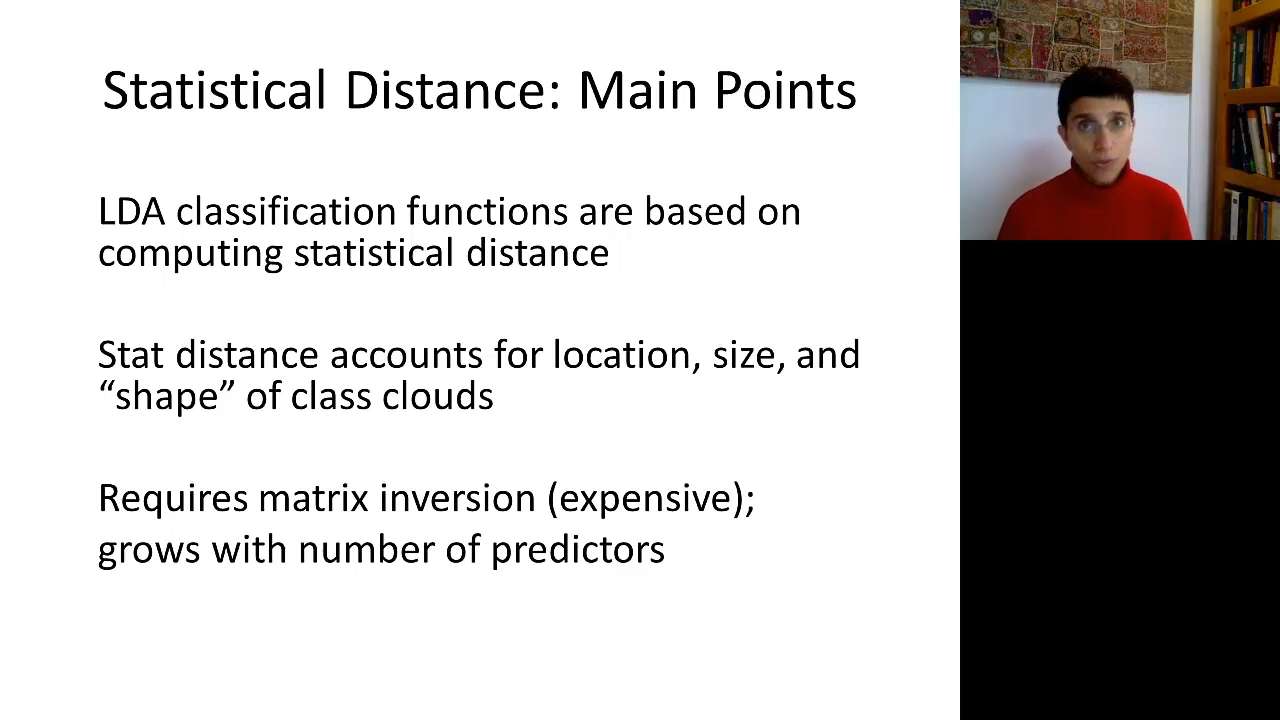 Statistical Distance: Main Points
LDA classification functions are based on
computing statistical distance
Stat distance accounts for location, size, and
“shape” of class clouds
Requires matrix inversion (expensive);
grows with number of predictors